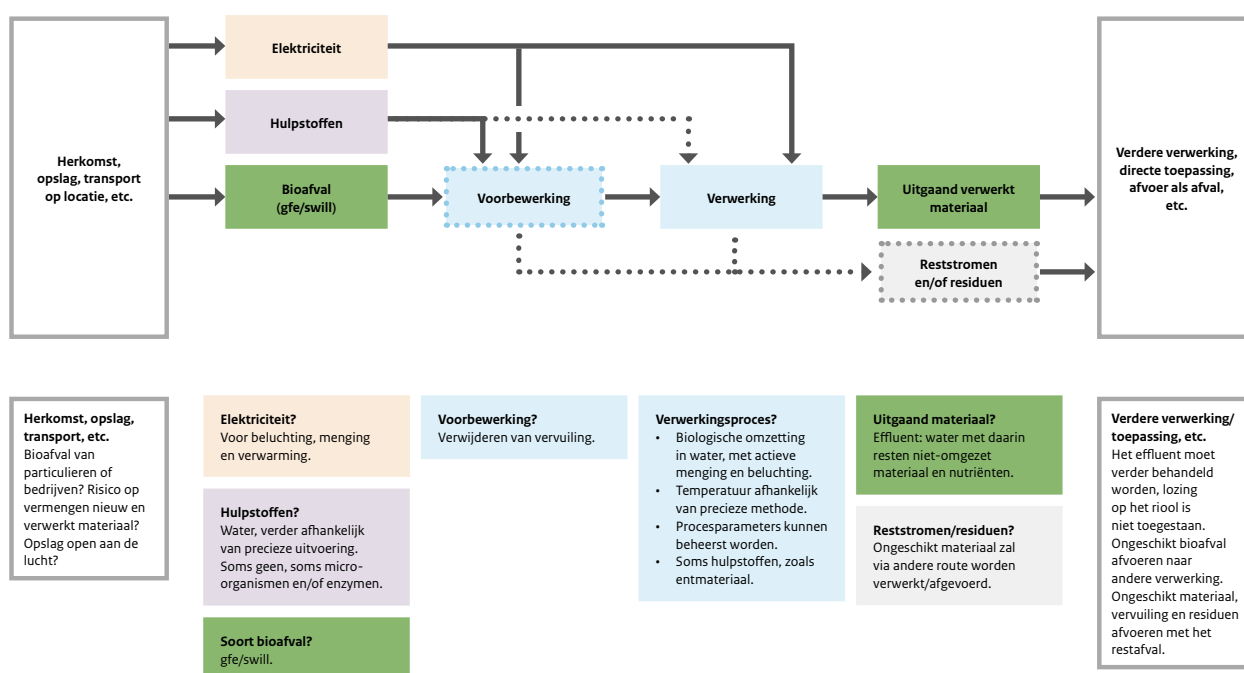 Herkomst,
opslag, transport
op locatie, etc.
Elektriciteit
Hulpstoffen
Bioafval
(gfe/swill)
Voorbewerking
Verwerking
Uitgaand verwerkt
materiaal
Reststromen
en/of residuen
Verdere verwerking,
directe toepassing,
afvoer als afval,
etc.
Herkomst, opslag,
transport, etc.
Bioafval van
particulieren of
bedrijven? Risico op
vermengen nieuw en
verwerkt materiaal?
Opslag open aan de
lucht?
Elektriciteit?
Voor beluchting, menging
en verwarming.
Hulpstoffen?
Water, verder afhankelijk
van precieze uitvoering.
Soms geen, soms micro-
organismen en/of enzymen.
Soort bioafval?
gfe/swill.
Voorbewerking?
Verwijderen van vervuiling.
Verwerkingsproces?
• Biologische omzetting
in water, met actieve
menging en beluchting.
• Temperatuur afhankelijk
van precieze methode.
• Procesparameters kunnen
beheerst worden.
• Soms hulpstoffen, zoals
entmateriaal.
Uitgaand materiaal?
Effluent: water met daarin
resten niet-omgezet
materiaal en nutriënten.
Reststromen/residuen?
Ongeschikt materiaal zal
via andere route worden
verwerkt/afgevoerd.
Verdere verwerking/
toepassing, etc.
Het effluent moet
verder behandeld
worden, lozing
op het riool is
niet toegestaan.
Ongeschikt bioafval
afvoeren naar
andere verwerking.
Ongeschikt materiaal,
vervuiling en residuen
afvoeren met het
restafval.